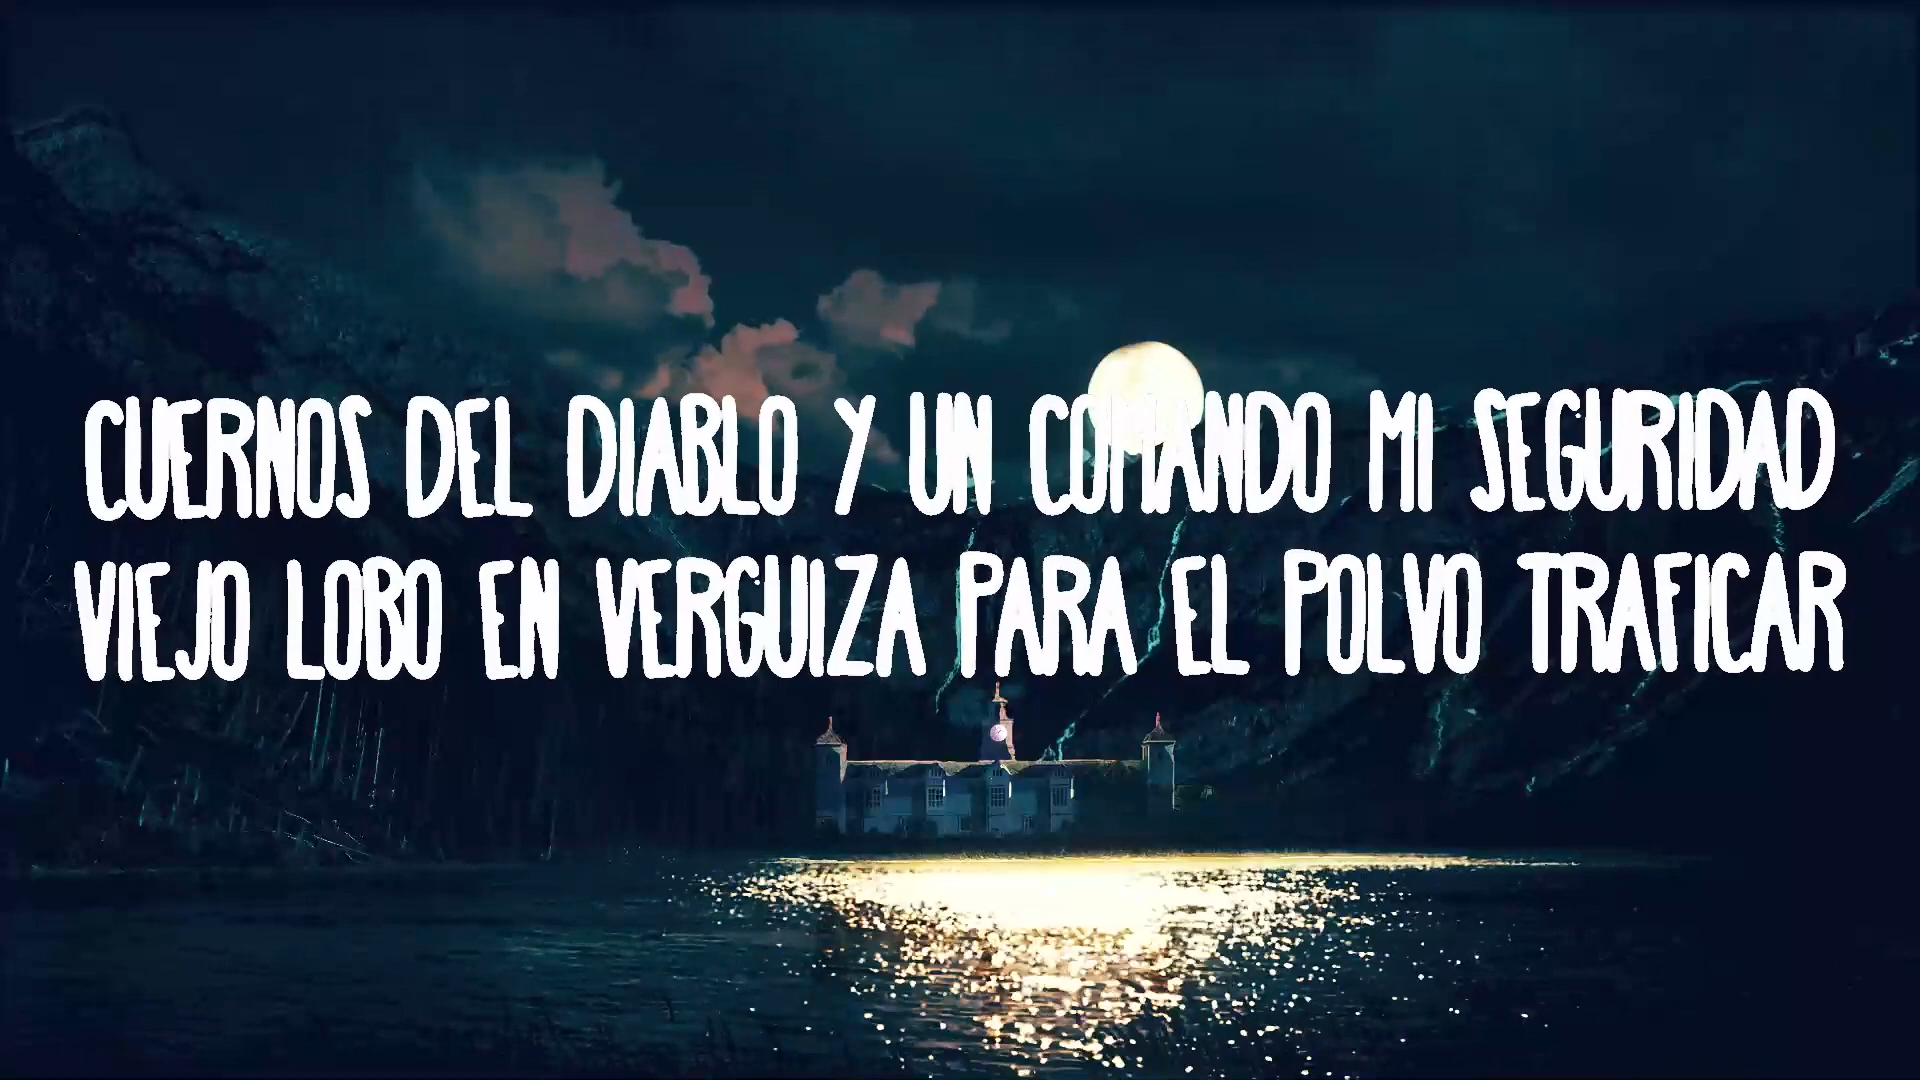 CUERNOS DEL DIABLO Y UN COMANDO MI SEGURIDAD
VIEJO LOBO EN VERGUIZA PARA EL POLVO TRAFICAR